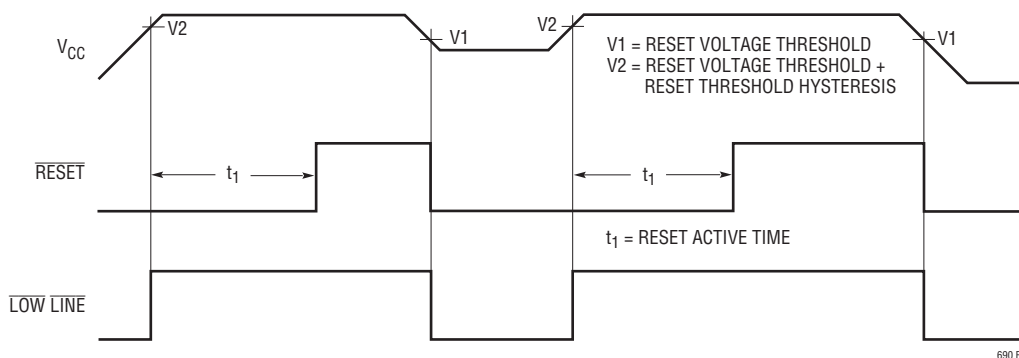 V2
V1
V2
V1
VCC
V1 = RESET VOLTAGE THRESHOLD
V2 = RESET VOLTAGE THRESHOLD +
RESET THRESHOLD HYSTERESIS
RESET
t1
t1
t1 = RESET ACTIVE TIME
LOW LINE